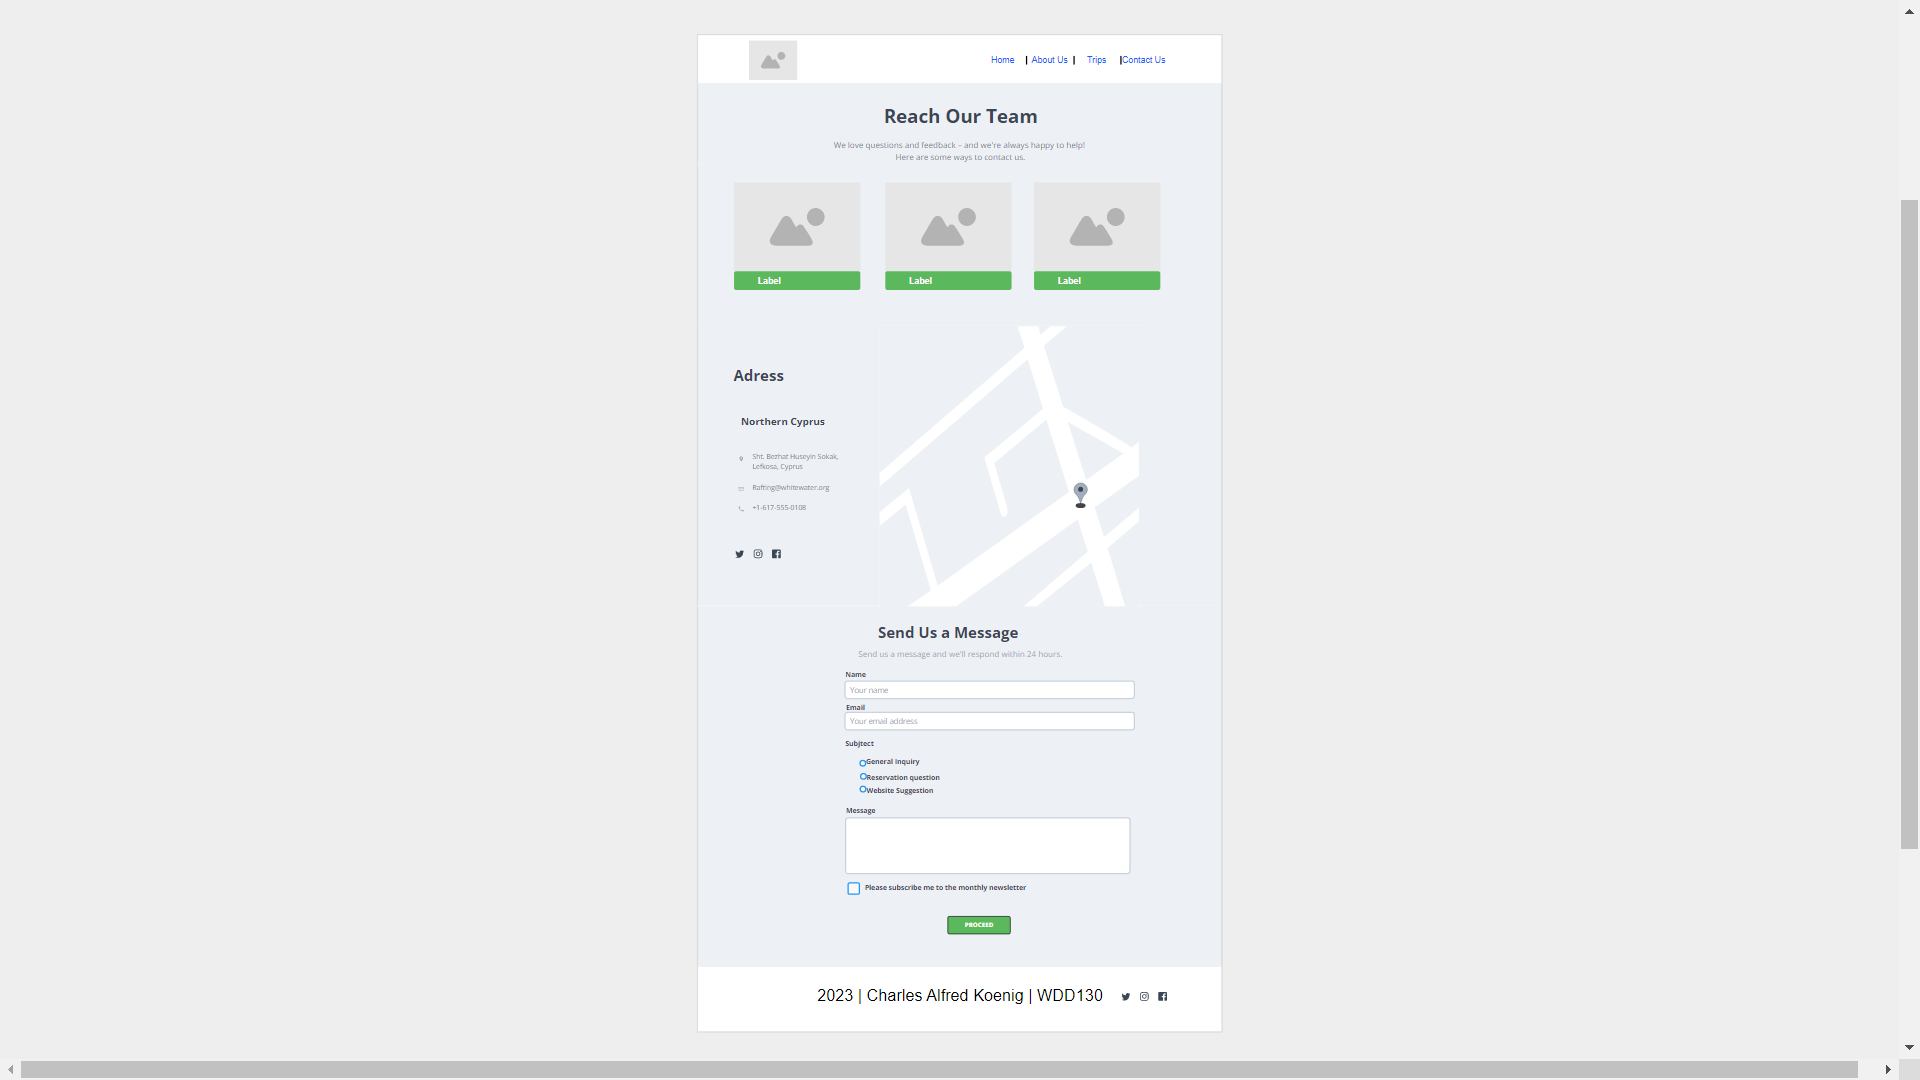 Home | About Us | Trips |Contact Us
Reach Our Team
We love questions and feedback – and we're always happy to help!
Here are some ways to contact us.
Label Label Label
Adress
Northern Cyprus
Sht. Bezhat Huseyin Sokak,
Lefkosa, Cyprus
Rafting@whitewater.org
+1-617-555-0108
Send Us a Message
Send us a message and we'll respond within 24 hours.
Name
Your name
Email
Your email address
Subjtect
General inquiry
Reservation question
Website Suggestion
Message
Please subscribe me to the monthly newsletter
PROCEED
2023 | Charles Alfred Koenig | WDD130